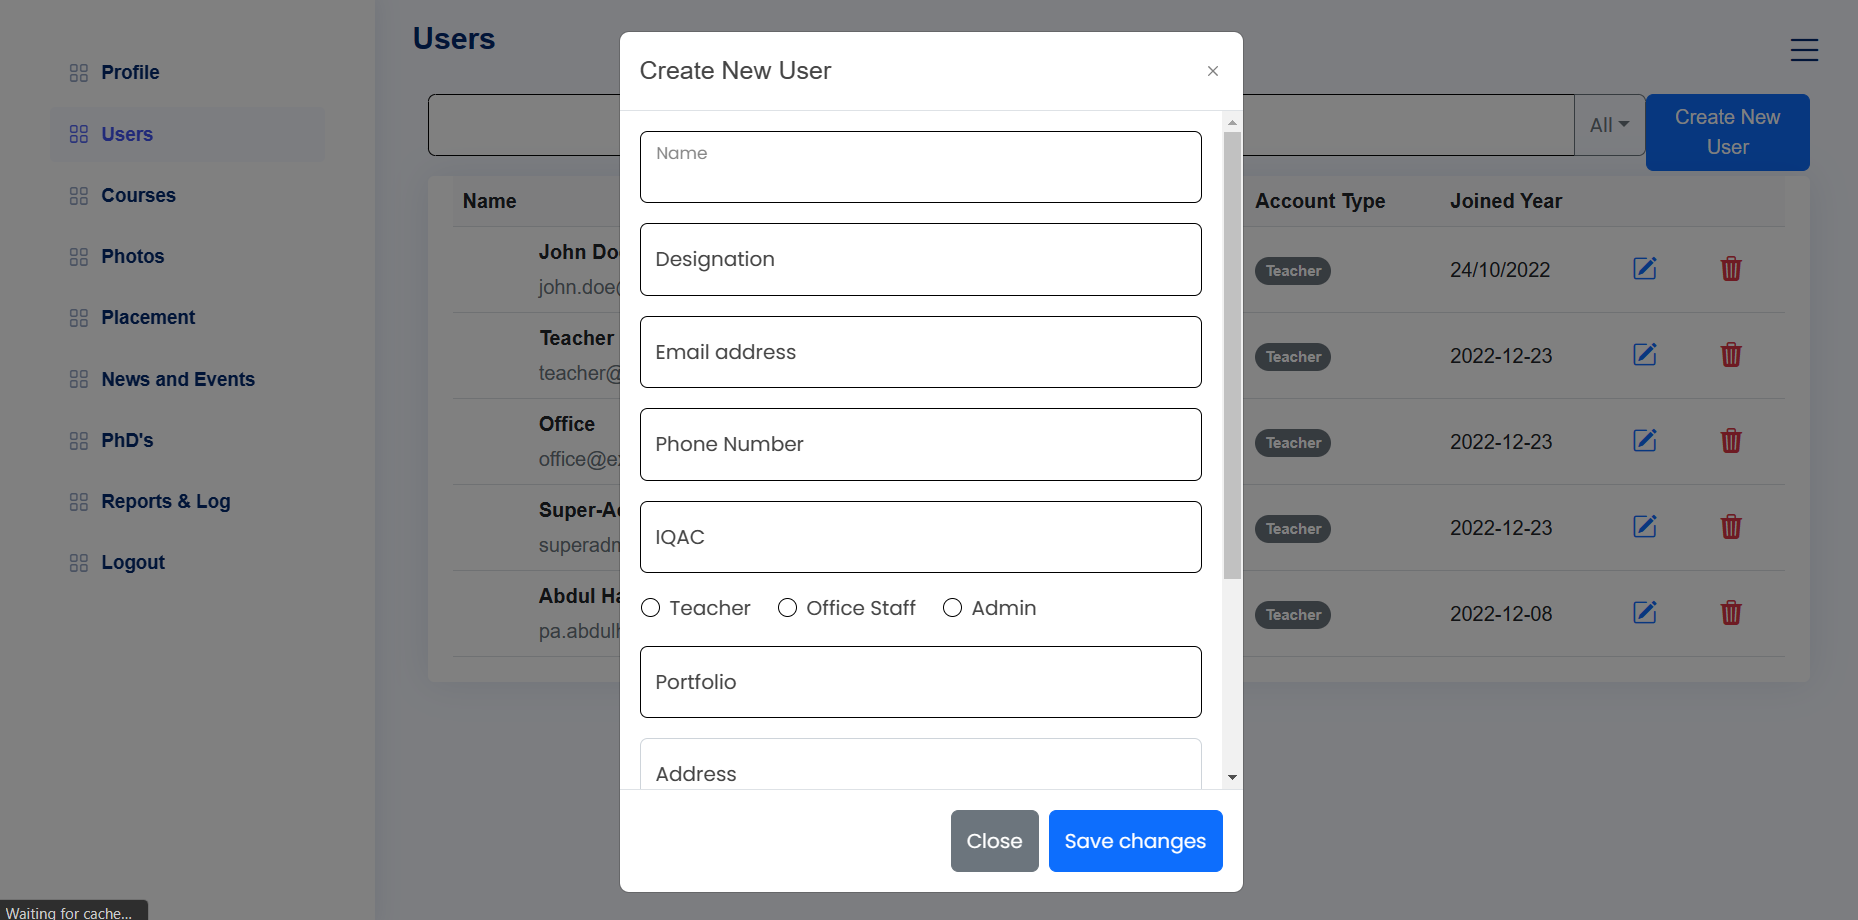 Users
Profile
Users
Courses
Photos
Placement
News and Events
PhD's
Reports & Log
Logout
All
Create New
User
Name
Account Type
Joined Year
John Do
john.doe
Teacher
24/10/2022
Teacher
teacher@
Teacher
2022-12-23
Office
office@e
Teacher
2022-12-23
Super-A
superadm
Teacher
2022-12-23
Abdul Ha
pa.abdul
Teacher
2022-12-08
Create New User
×
Name
Designation
Email address
Phone Number
IQAC
Teacher
Office Staff
Admin
Portfolio
Address
Close
Save changes
Waiting for cache...